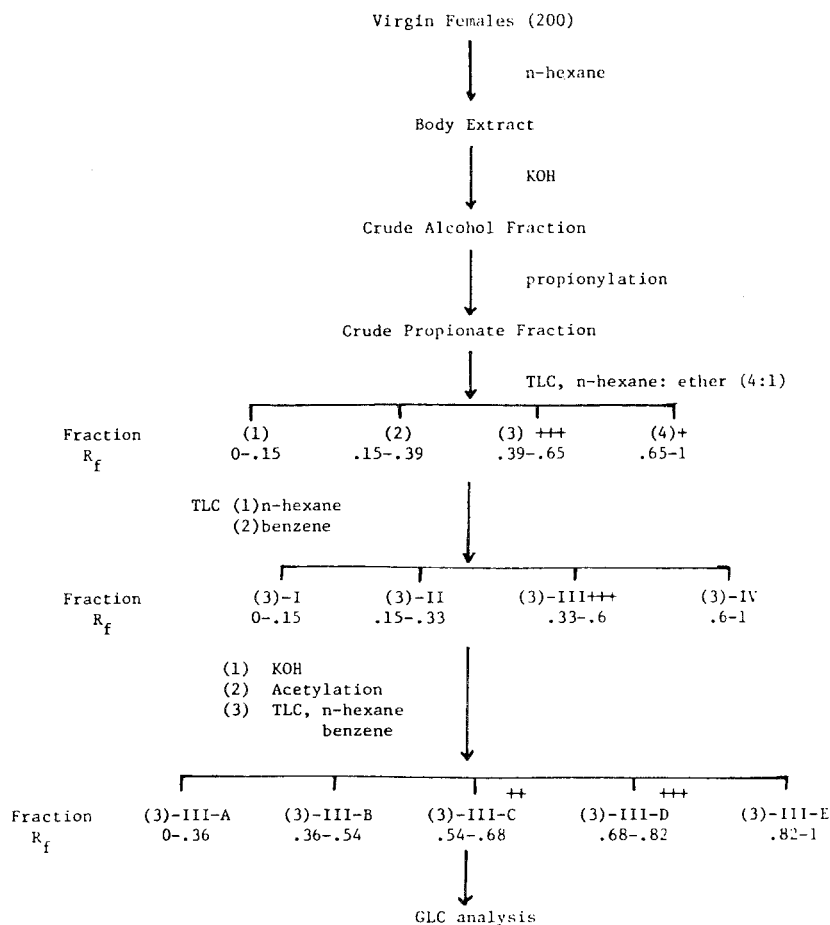 Virgin Females (200)
n-hexane
Body Extract
KOH
Crude Alcohol Fraction
propionylation
Crude Propionate Fraction
TLC, n-hexane: ether (4:1)
Fraction (1) (2) (3) +++ (4)+
Rf 0-.15 .15-.39 .39-.65 .65-1
TLC (1)n-hexane
(2)benzene
Fraction (3)-I (3)-II (3)-III+++ (3)-IV
Rf 0-.15 .15-.33 .33-.6 .6-1
(1) KOH
(2) Acetylation
(3) TLC, n-hexane
benzene
++ +++
Fraction (3)-III-A (3)-III-B (3)-III-C (3)-III-D (3)-III-E
Rf 0-.36 .36-.54 .54-.68 .68-.82 .82-1
GLC analysis